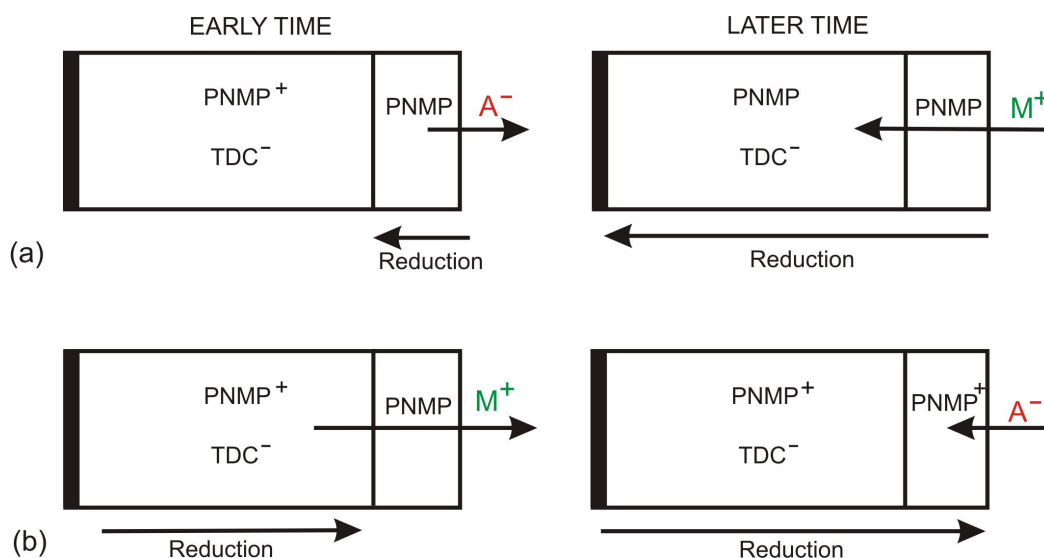 EARLY TIME
LATER TIME
PNMP+
PNMP
A−
TDC−
PNMP
PNMP
M+
TDC−
(a)
Reduction
Reduction
PNMP+
PNMP
M+
TDC−
PNMP+
PNMP+
A−
TDC−
(b)
Reduction
Reduction